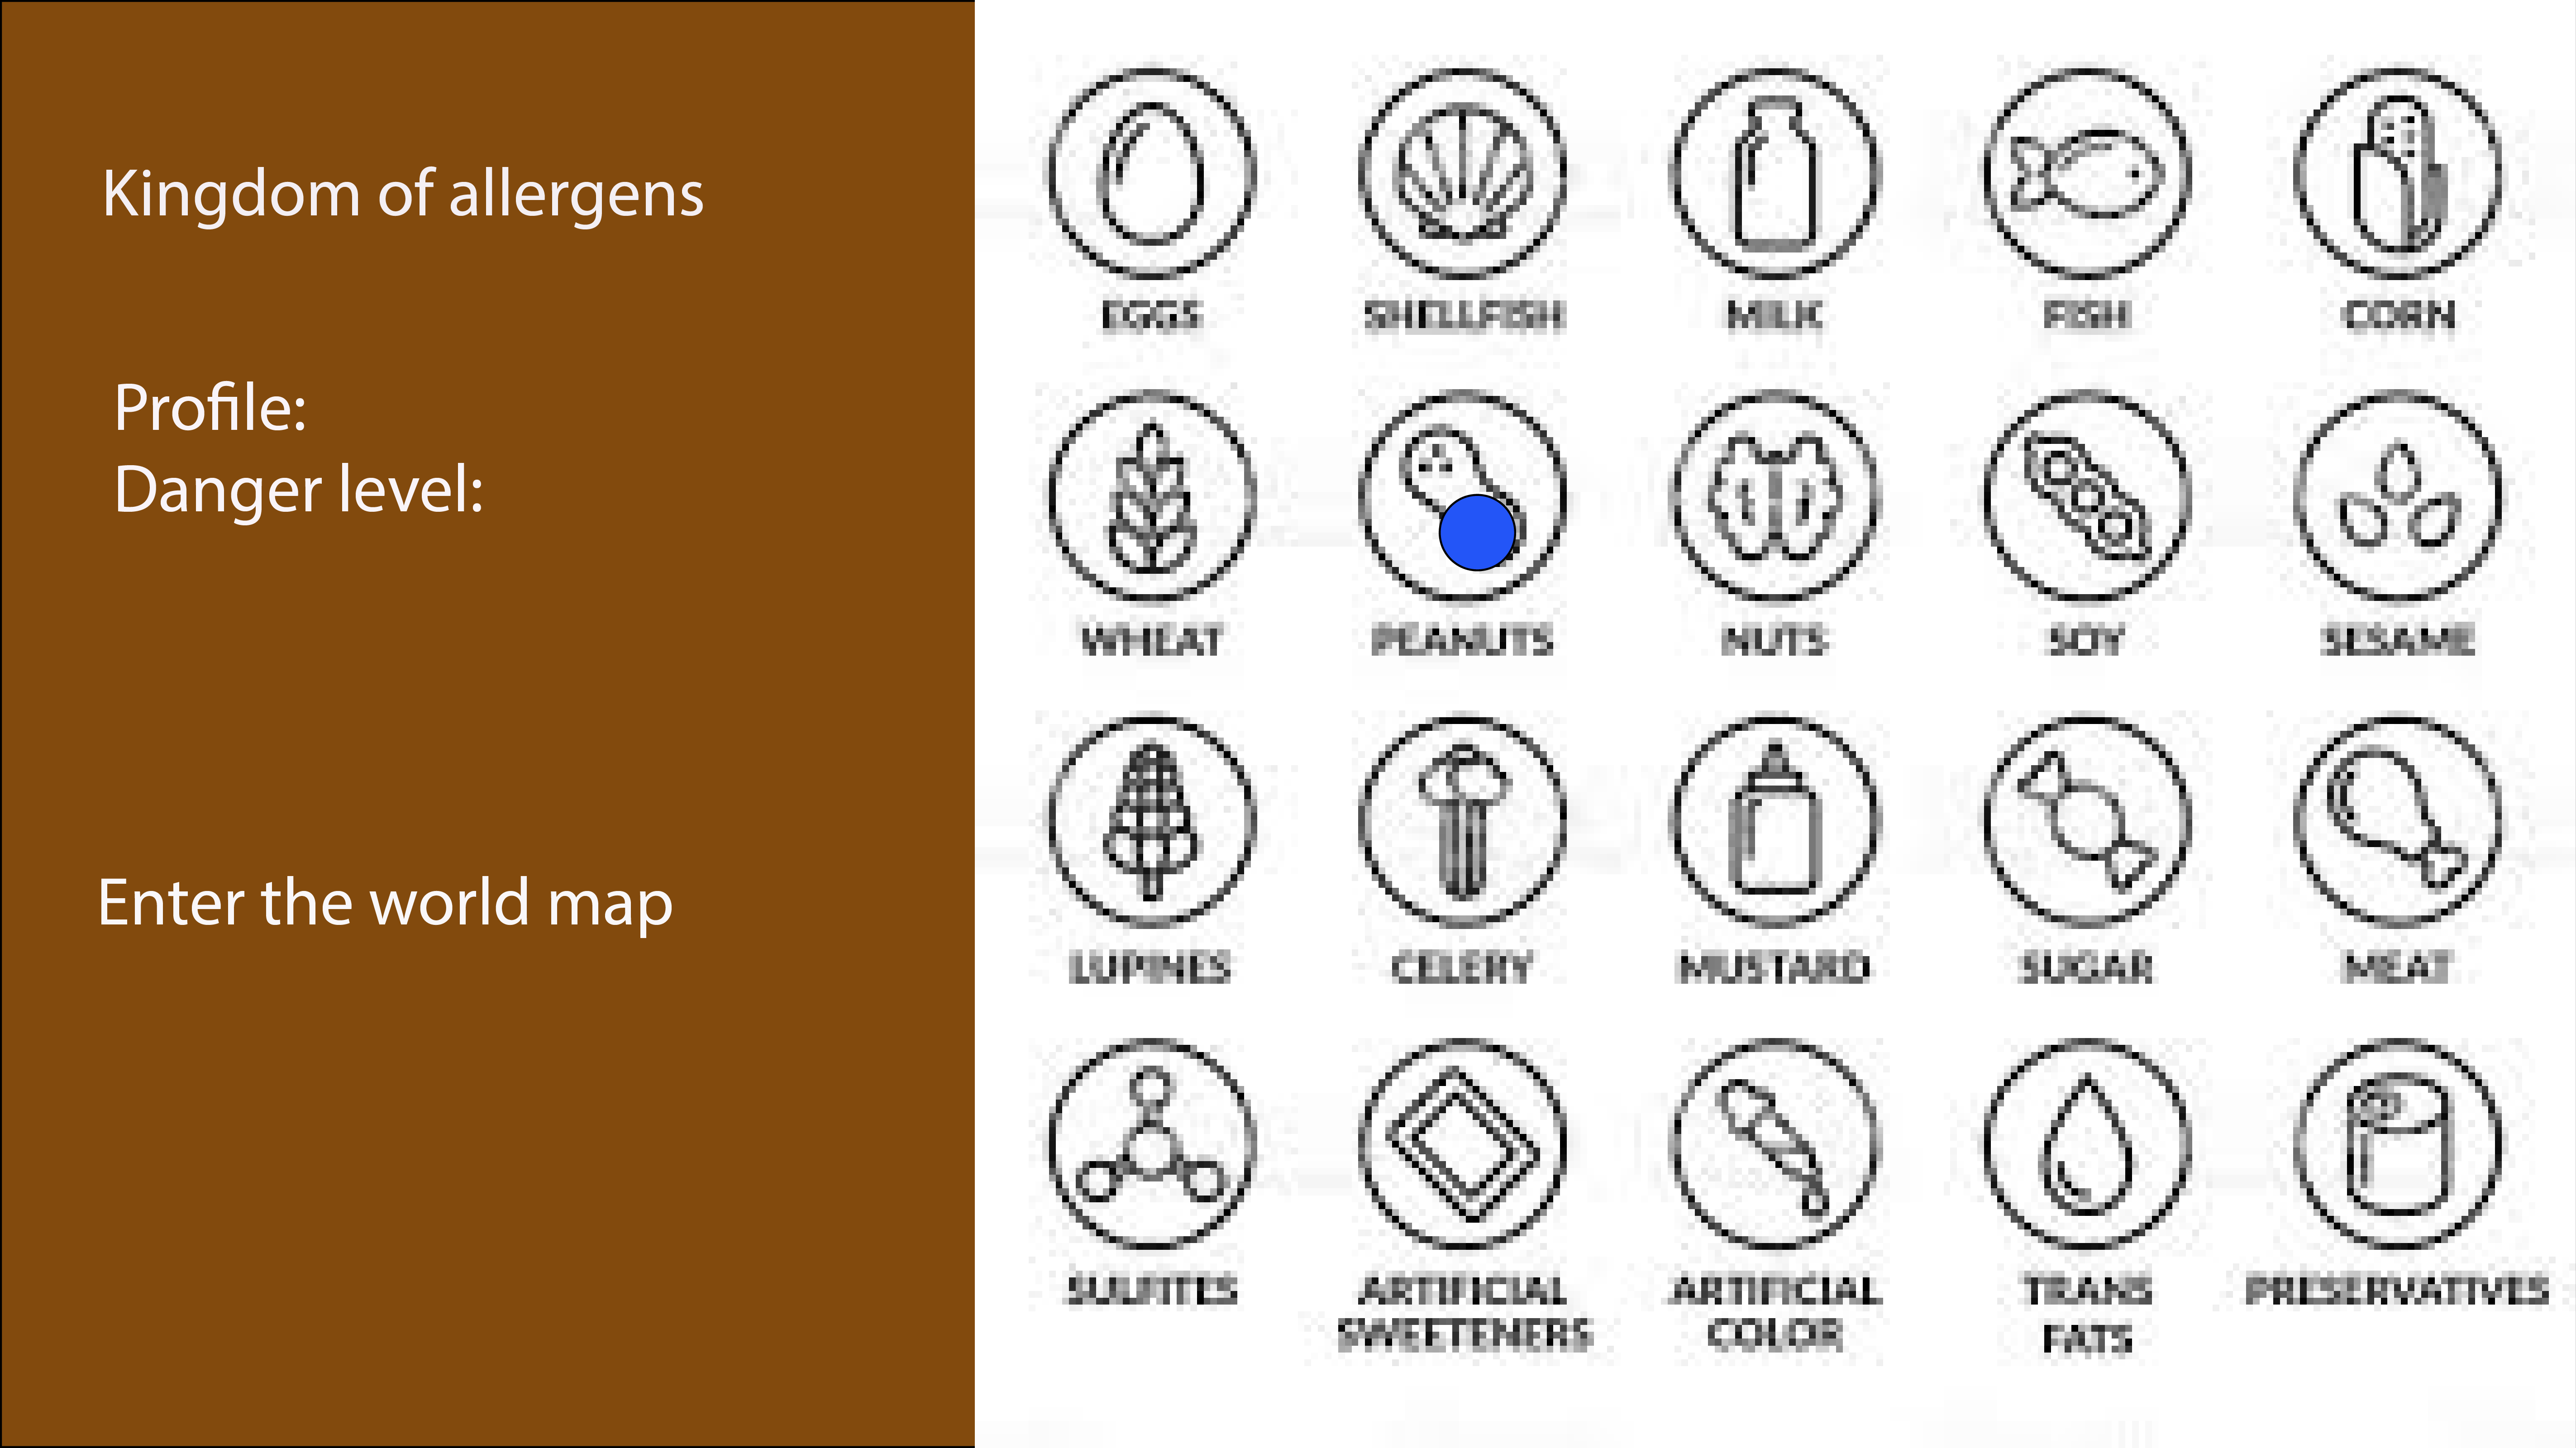 Kingdom of allergens
Profile:
Danger level:
Enter the world map
EGGS
SHELLFISH
MILK
FISH
CORN
WHEAT
PEANUTS
NUTS
SOY
SESAME
LUPINES
CELERY
MUSTARD
SUGAR
MEAT
SULFITES
ARTIFICIAL
SWEETENERS
ARTIFICIAL
COLOR
TRANS
FATS
PRESERVATIVES